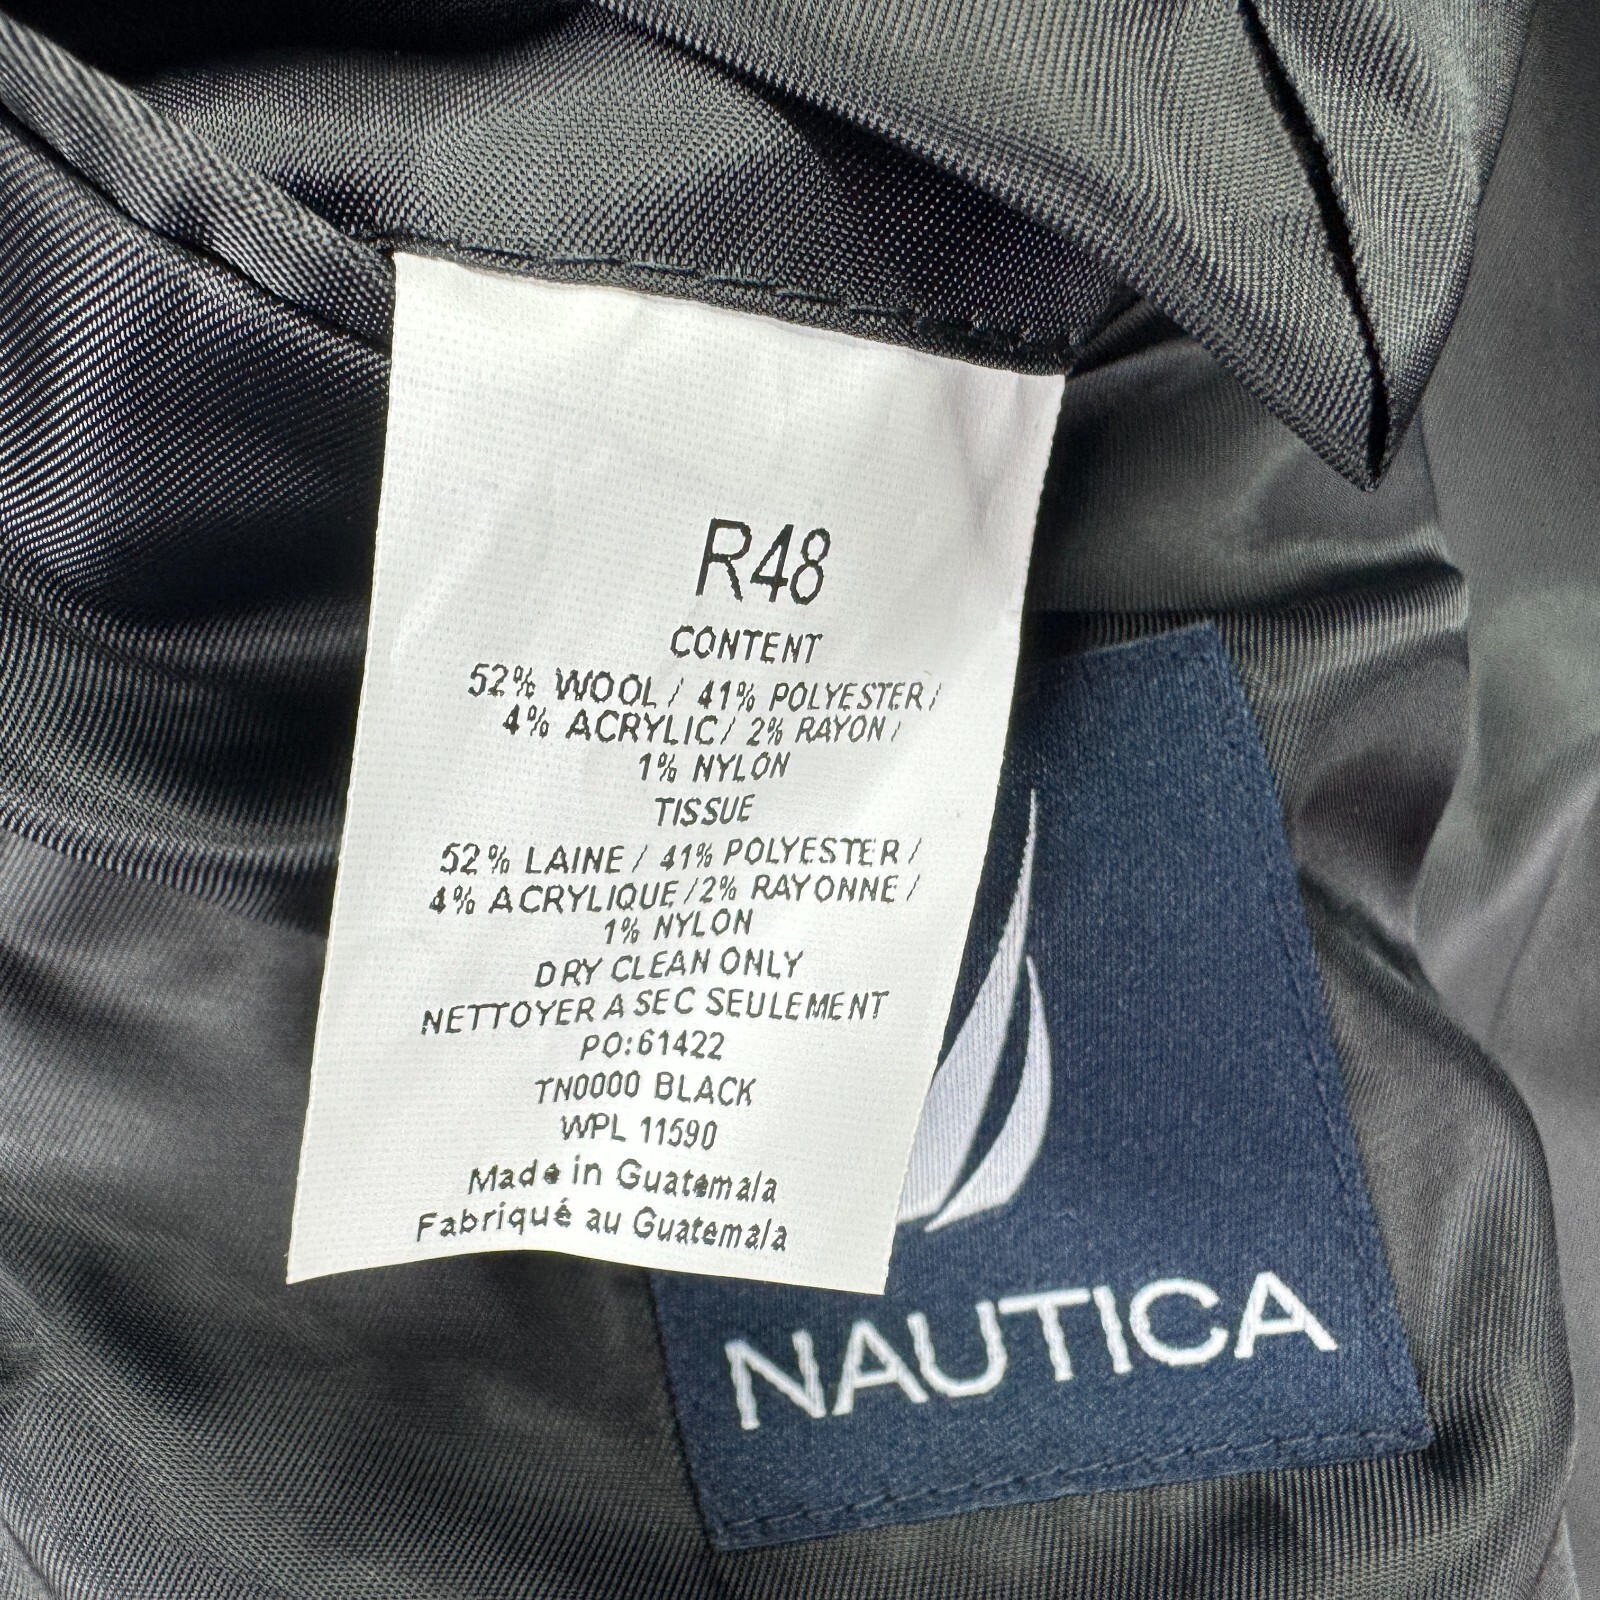 R48
CONTENT
52% WOOL / 41% POLYESTER /
4% ACRYLIC / 2% RAYON /
1% NYLON
TISSUE
52% LAINE / 41% POLYESTER /
4% ACRYLIQUE / 2% RAYONNE /
1% NYLON
DRY CLEAN ONLY
NETTOYER A SEC SEULEMENT
PO:61422
TN0000 BLACK
WPL 11590
Made in Guatemala
Fabriqué au Guatemala
NAUTICA